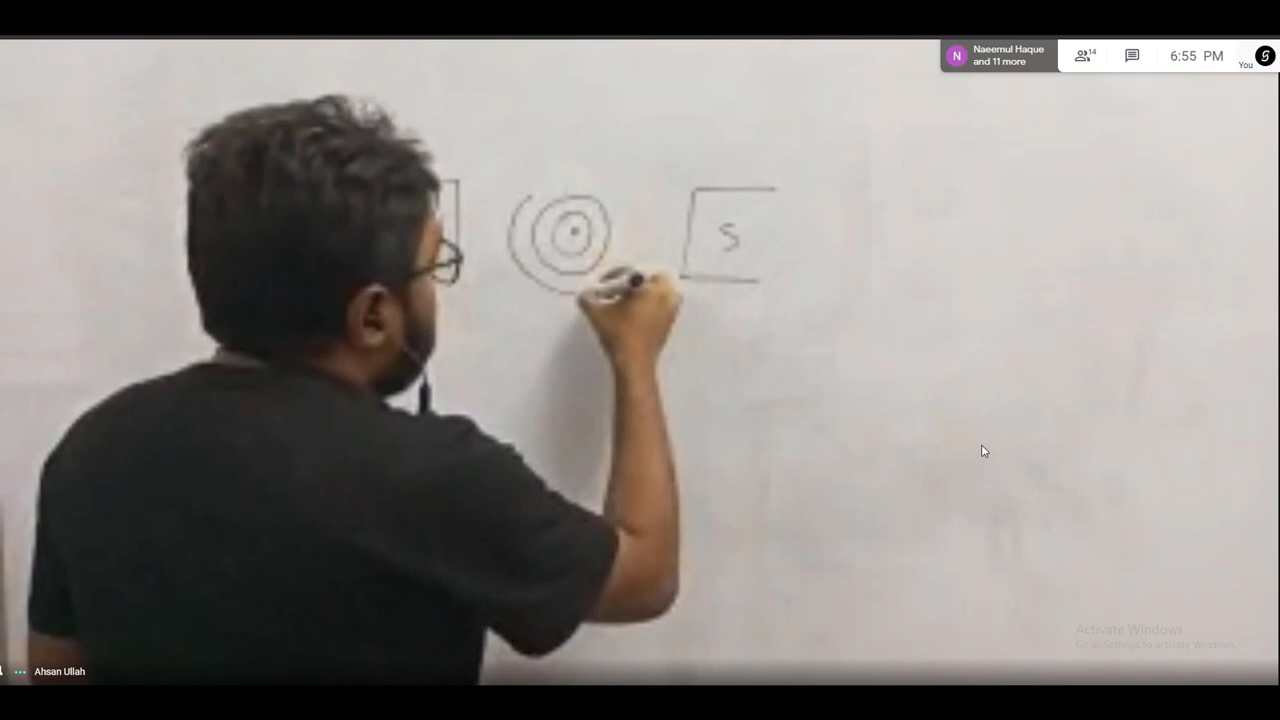 Naeemul Haque
and 11 more
N
14
6:55 PM
You
S
Activate Windows
Go to Settings to activate Windows.
Ahsan Ullah